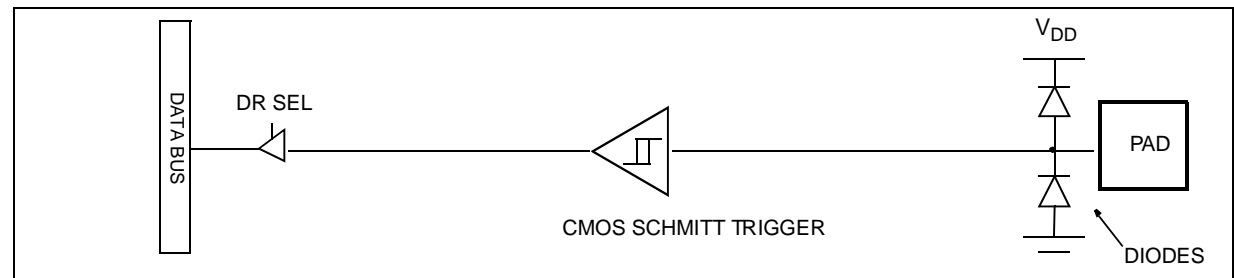 V_DD
DR SEL
DATA BUS
PAD
CMOS SCHMITT TRIGGER
DIODES